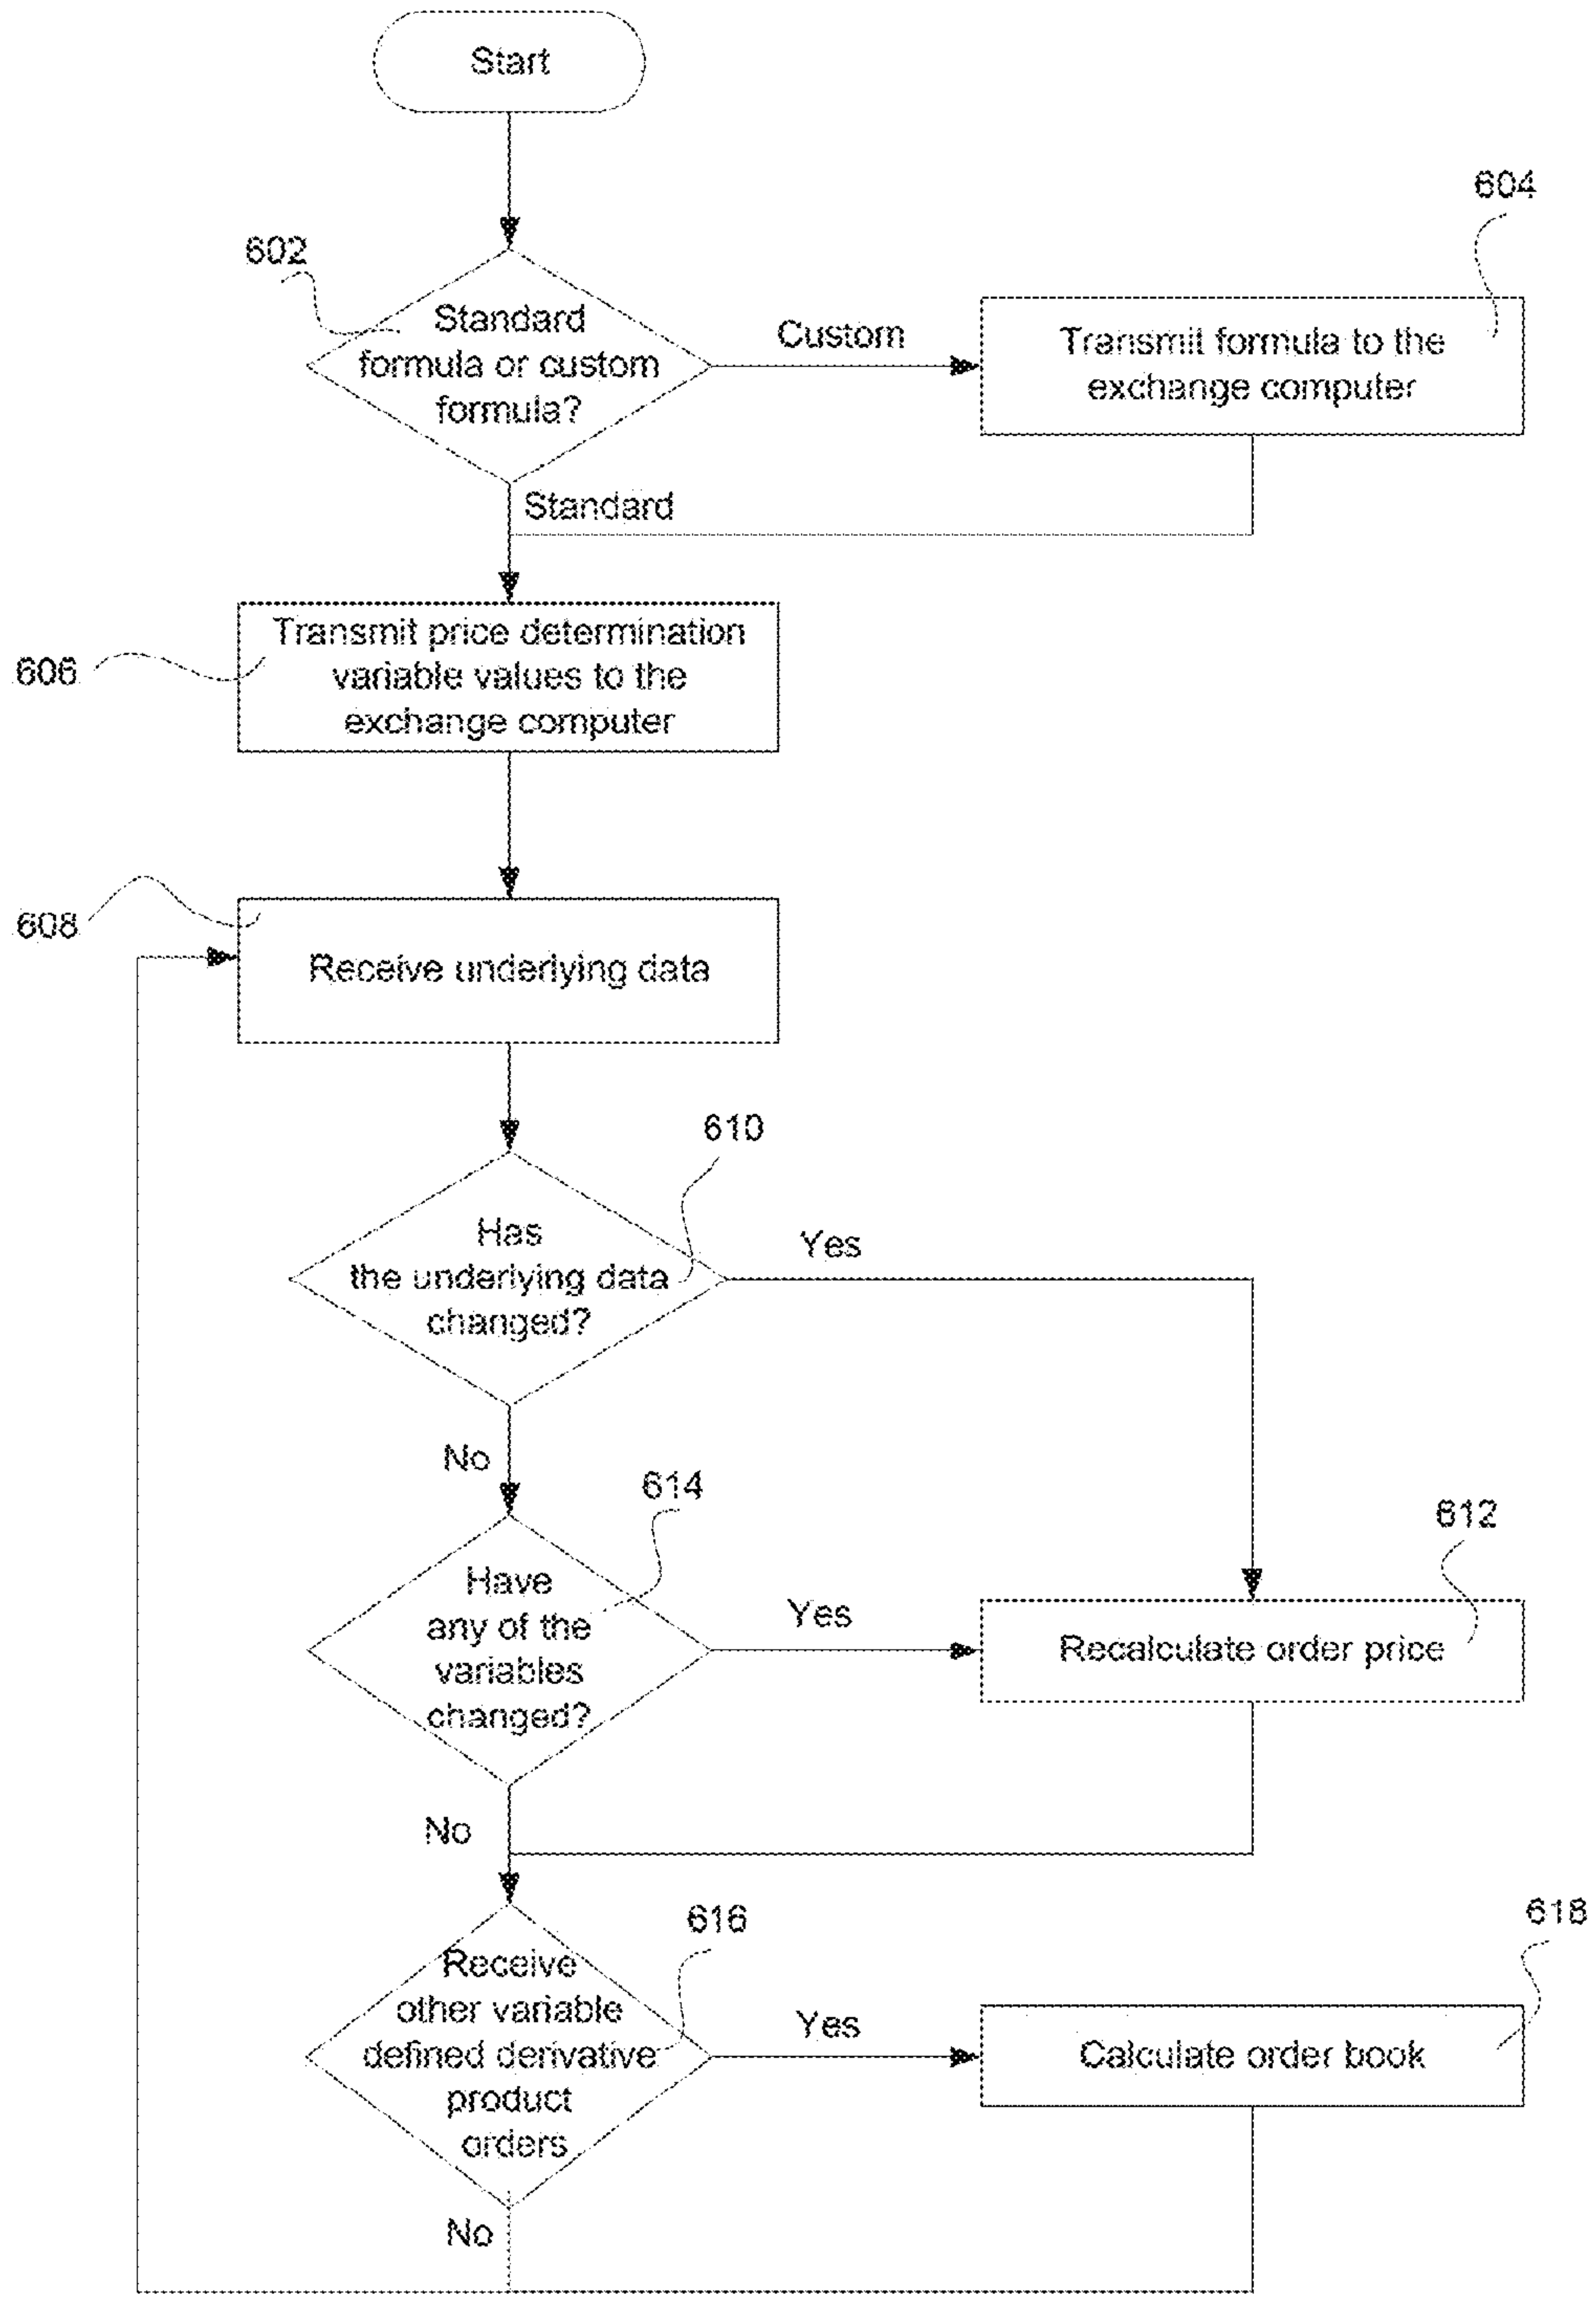 Start
602
Standard
formula or custom
formula?
Custom
604
Transmit formula to the
exchange computer
Standard
606
Transmit price determination
variable values to the
exchange computer
608
Receive underlying data
610
Has
the underlying data
changed?
Yes
No
614
Have
any of the
variables
changed?
Yes
612
Recalculate order price
No
616
Receive
other variable
defined derivative
product
orders
Yes
618
Calculate order book
No